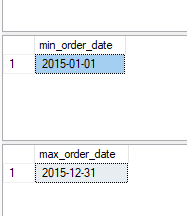 min_order_date
1 2015-01-01
max_order_date
1 2015-12-31